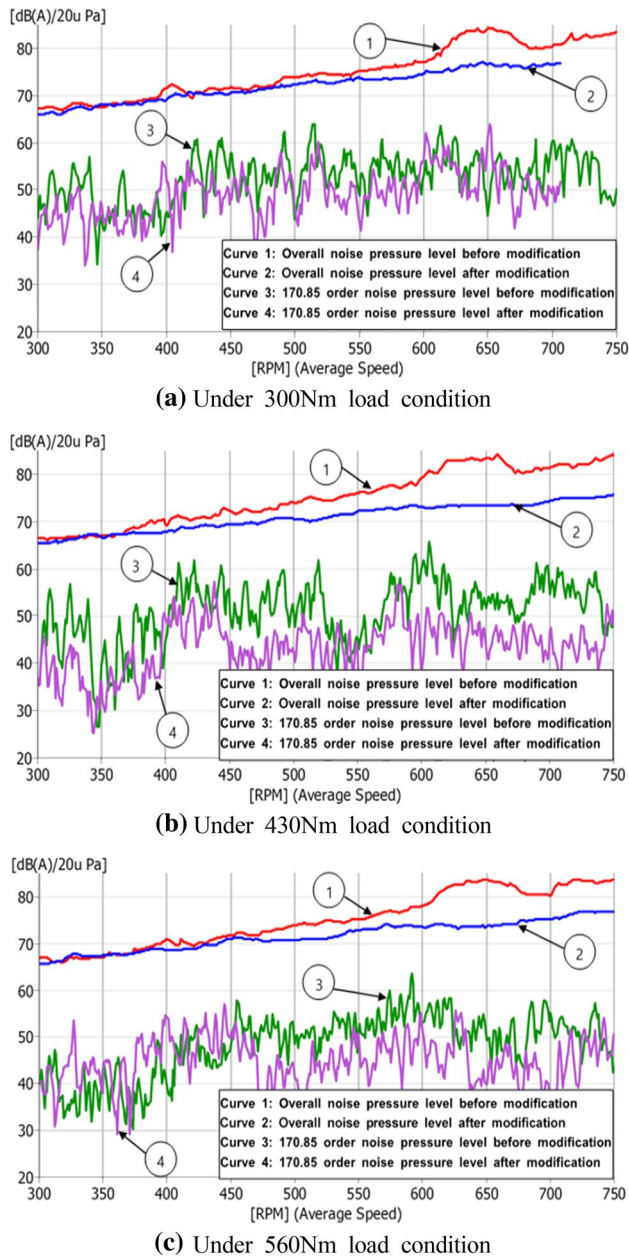 [dB(A)/20u Pa]
80
70
60
50
40
30
20
1
2
3
4
Curve 1: Overall noise pressure level before modification
Curve 2: Overall noise pressure level after modification
Curve 3: 170.85 order noise pressure level before modification
Curve 4: 170.85 order noise pressure level after modification
300 350 400 450 500 550 600 650 700 750
[RPM] (Average Speed)
(a) Under 300Nm load condition
[dB(A)/20u Pa]
80
70
60
50
40
30
20
1
2
3
4
Curve 1: Overall noise pressure level before modification
Curve 2: Overall noise pressure level after modification
Curve 3: 170.85 order noise pressure level before modification
Curve 4: 170.85 order noise pressure level after modification
300 350 400 450 500 550 600 650 700 750
[RPM] (Average Speed)
(b) Under 430Nm load condition
[dB(A)/20u Pa]
80
70
60
50
40
30
20
1
2
3
4
Curve 1: Overall noise pressure level before modification
Curve 2: Overall noise pressure level after modification
Curve 3: 170.85 order noise pressure level before modification
Curve 4: 170.85 order noise pressure level after modification
300 350 400 450 500 550 600 650 700 750
[RPM] (Average Speed)
(c) Under 560Nm load condition